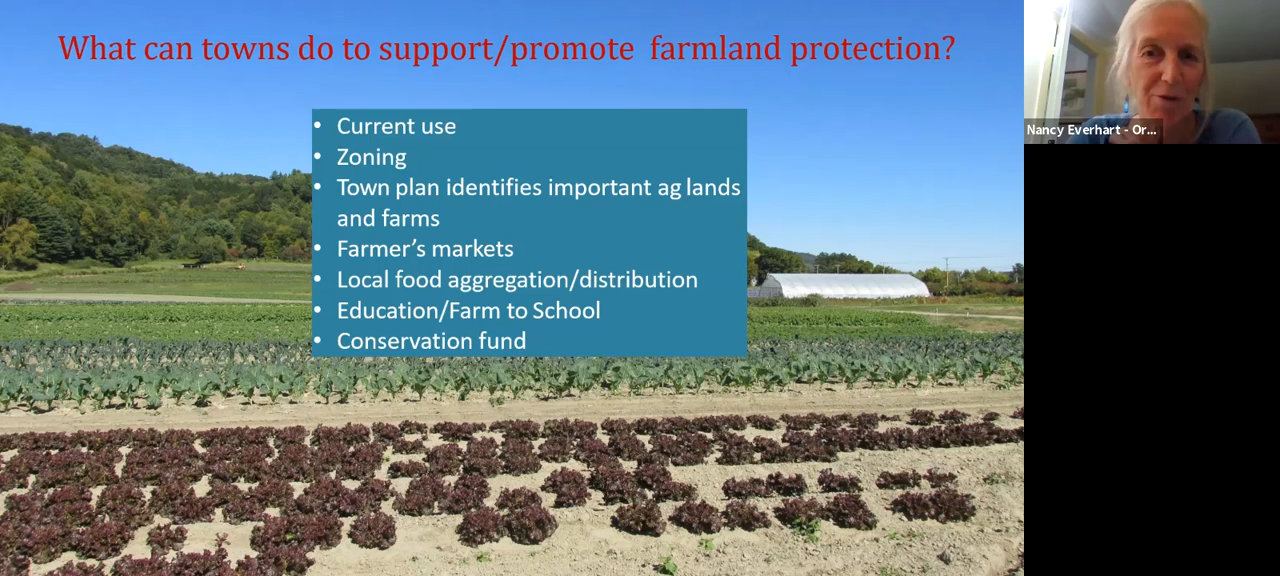 What can towns do to support/promote farmland protection?
• Current use
• Zoning
• Town plan identifies important ag lands
and farms
• Farmer’s markets
• Local food aggregation/distribution
• Education/Farm to School
• Conservation fund
Nancy Everhart - Or...